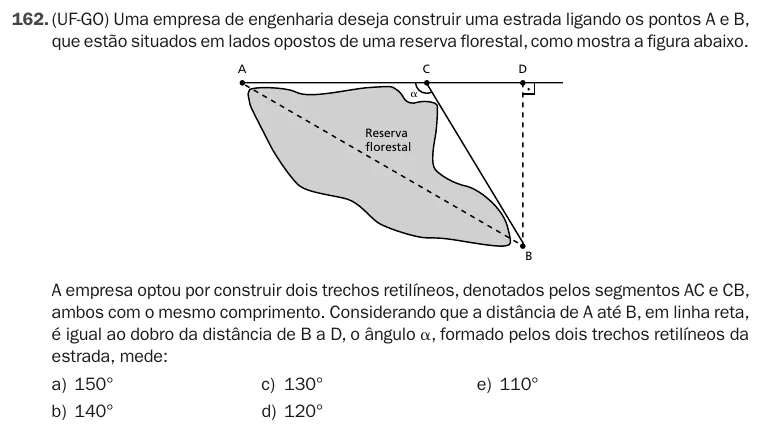 162. (UF-GO) Uma empresa de engenharia deseja construir uma estrada ligando os pontos A e B,
que estão situados em lados opostos de uma reserva florestal, como mostra a figura abaixo.
A C D
α
Reserva
florestal
B
A empresa optou por construir dois trechos retilíneos, denotados pelos segmentos AC e CB,
ambos com o mesmo comprimento. Considerando que a distância de A até B, em linha reta,
é igual ao dobro da distância de B a D, o ângulo α, formado pelos dois trechos retilíneos da
estrada, mede:
a) 150° c) 130° e) 110°
b) 140° d) 120°